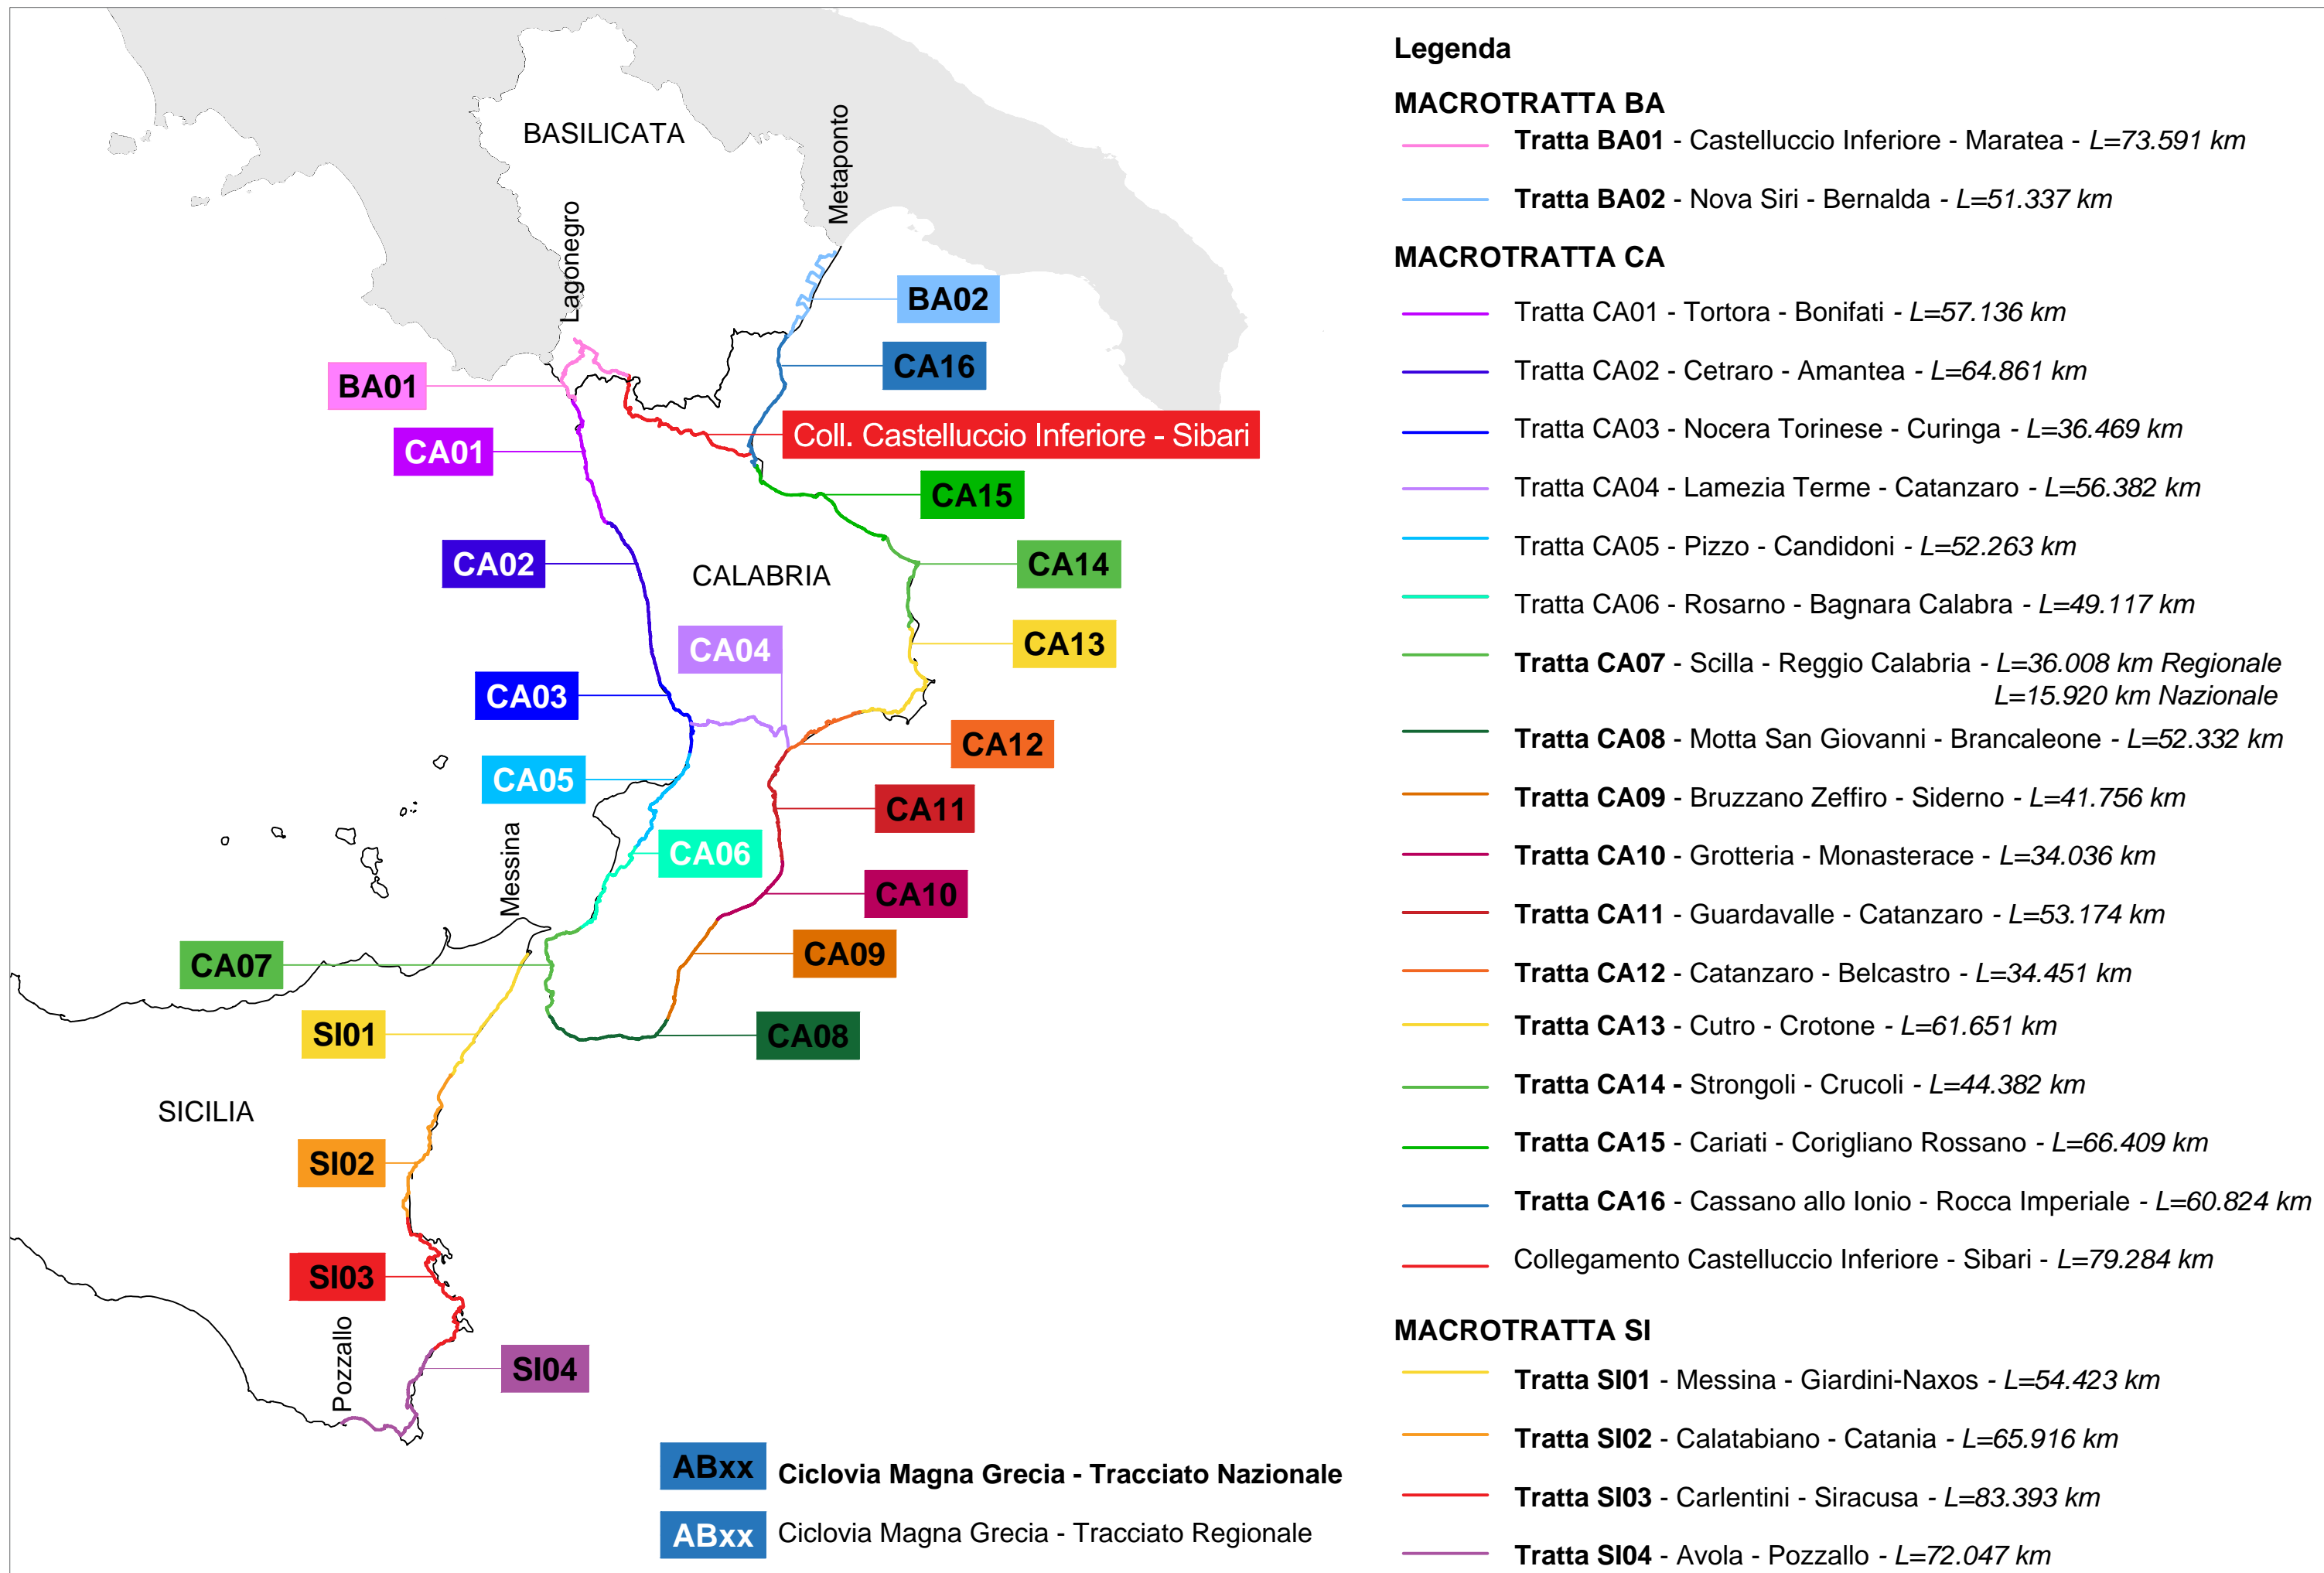 BASILICATA
Metaponto
Lagonegro
BA02
CA16
BA01
Coll. Castelluccio Inferiore - Sibari
CA01
CA15
CA02
CA14
CALABRIA
CA13
CA04
CA03
CA12
CA05
CA11
Messina
CA06
CA10
CA07
CA09
SI01
CA08
SICILIA
SI02
SI03
Pozzallo
SI04
ABxx Ciclovia Magna Grecia - Tracciato Nazionale
ABxx Ciclovia Magna Grecia - Tracciato Regionale
Legenda
MACROTRATTA BA
Tratta BA01 - Castelluccio Inferiore - Maratea - L=73.591 km
Tratta BA02 - Nova Siri - Bernalda - L=51.337 km
MACROTRATTA CA
Tratta CA01 - Tortora - Bonifati - L=57.136 km
Tratta CA02 - Cetraro - Amantea - L=64.861 km
Tratta CA03 - Nocera Torinese - Curinga - L=36.469 km
Tratta CA04 - Lamezia Terme - Catanzaro - L=56.382 km
Tratta CA05 - Pizzo - Candidoni - L=52.263 km
Tratta CA06 - Rosarno - Bagnara Calabra - L=49.117 km
Tratta CA07 - Scilla - Reggio Calabria - L=36.008 km Regionale
L=15.920 km Nazionale
Tratta CA08 - Motta San Giovanni - Brancaleone - L=52.332 km
Tratta CA09 - Bruzzano Zeffiro - Siderno - L=41.756 km
Tratta CA10 - Grotteria - Monasterace - L=34.036 km
Tratta CA11 - Guardavalle - Catanzaro - L=53.174 km
Tratta CA12 - Catanzaro - Belcastro - L=34.451 km
Tratta CA13 - Cutro - Crotone - L=61.651 km
Tratta CA14 - Strongoli - Crucoli - L=44.382 km
Tratta CA15 - Cariati - Corigliano Rossano - L=66.409 km
Tratta CA16 - Cassano allo Ionio - Rocca Imperiale - L=60.824 km
Collegamento Castelluccio Inferiore - Sibari - L=79.284 km
MACROTRATTA SI
Tratta SI01 - Messina - Giardini-Naxos - L=54.423 km
Tratta SI02 - Calatabiano - Catania - L=65.916 km
Tratta SI03 - Carlentini - Siracusa - L=83.393 km
Tratta SI04 - Avola - Pozzallo - L=72.047 km